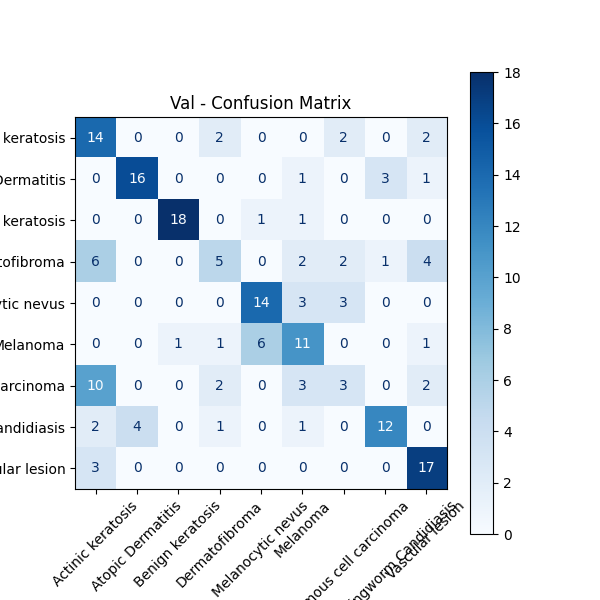 Val - Confusion Matrix
keratosis 14 0 0 2 0 0 2 0 2
Dermatitis 0 16 0 0 0 1 0 3 1
keratosis 0 0 18 0 1 1 0 0 0
tofibroma 6 0 0 5 0 2 2 1 4
ytic nevus 0 0 0 0 14 3 3 0 0
Melanoma 0 0 1 1 6 11 0 0 1
arcinoma 10 0 0 2 0 3 3 0 2
andidiasis 2 4 0 1 0 1 0 12 0
ular lesion 3 0 0 0 0 0 0 0 17
Actinic keratosis
Atopic Dermatitis
Benign keratosis
Dermatofibroma
Melanocytic nevus
Melanoma
mous cell carcinoma
ingworm Candidiasis
Vascular lesion
18
16
14
12
10
8
6
4
2
0